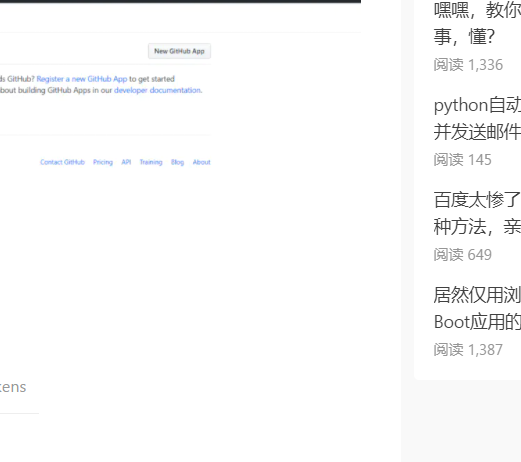 New GitHub App
ds GitHub? Register a new GitHub App to get started
bout building GitHub Apps in our developer documentation.
Contact GitHub Pricing API Training Blog About
kens
嘿嘿，教你
事，懂？
阅读 1,336
python自动
并发送邮件
阅读 145
百度太惨了
种方法，亲
阅读 649
居然仅用浏
Boot应用的
阅读 1,387